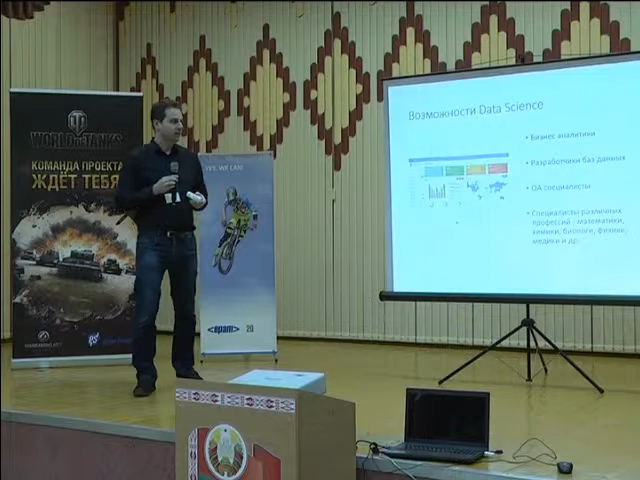 WORLD OF TANKS
КОМАНДА ПРОЕКТА
ЖДЁТ ТЕБЯ
YES, WE CAN!
<epam> 20
Возможности Data Science
• Бизнес аналитики
• Разработчики баз данных
• QA специалисты
• Специалисты различных
профессий : математики,
химики, биологи, физики,
медики и др.